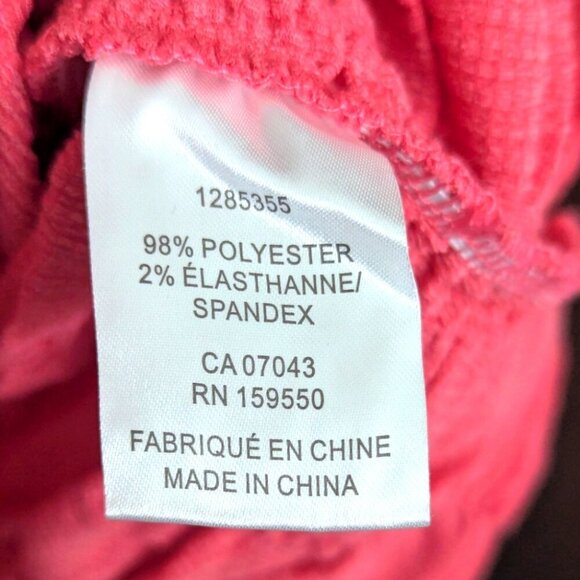 1285355
98% POLYESTER
2% ÉLASTHANNE/
SPANDEX
CA 07043
RN 159550
FABRIQUÉ EN CHINE
MADE IN CHINA